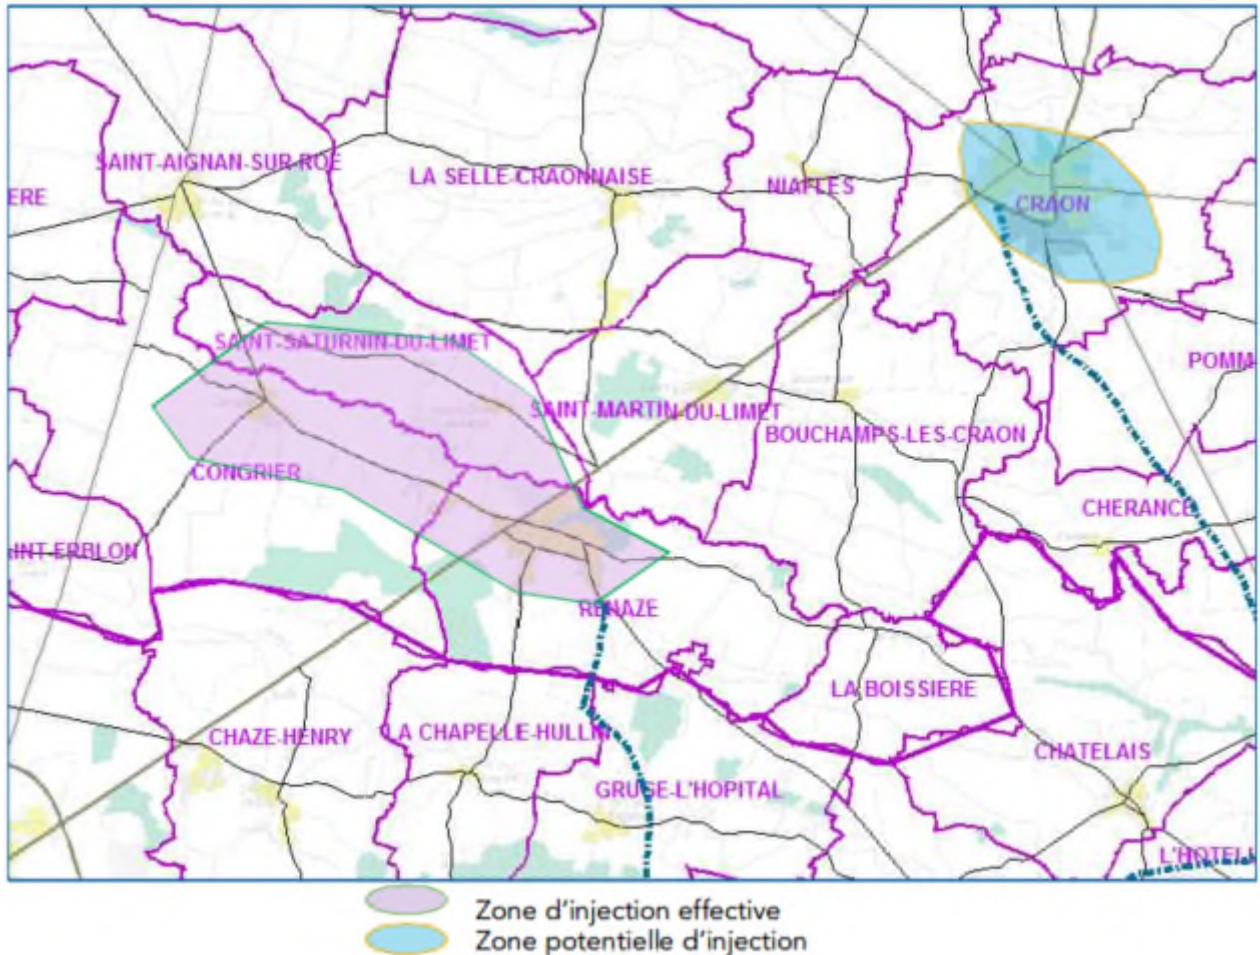 SAINT-AIGNAN-SUR-ROE
LA SELLE-CRAONNAISE
NIAFLES
ERE
CRAON
SAINT-SATURNIN-DU-LIMET
POMM
SAINT-MARTIN-DU-LIMET
BOUCHAMPS-LES-CRAON
CONGRIER
CHERANCE
INT-ERBLON
RENAZE
LA BOISSIERE
CHAZE-HENRY
LA CHAPELLE-HULLIN
CHATELAIS
GRUGE-L'HOPITAL
L'HOTELL
Zone d'injection effective
Zone potentielle d'injection